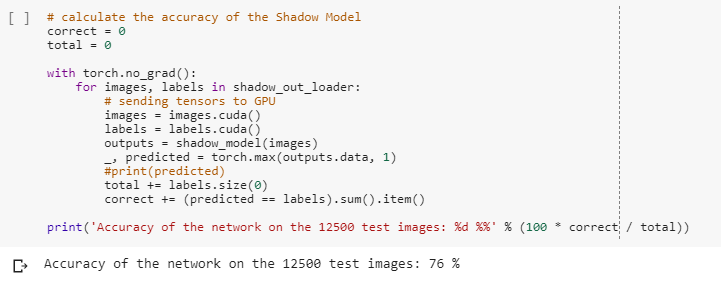 [ ] # calculate the accuracy of the Shadow Model
correct = 0
total = 0
with torch.no_grad():
for images, labels in shadow_out_loader:
# sending tensors to GPU
images = images.cuda()
labels = labels.cuda()
outputs = shadow_model(images)
_, predicted = torch.max(outputs.data, 1)
#print(predicted)
total += labels.size(0)
correct += (predicted == labels).sum().item()
print('Accuracy of the network on the 12500 test images: %d %%' % (100 * correct / total))
Accuracy of the network on the 12500 test images: 76 %